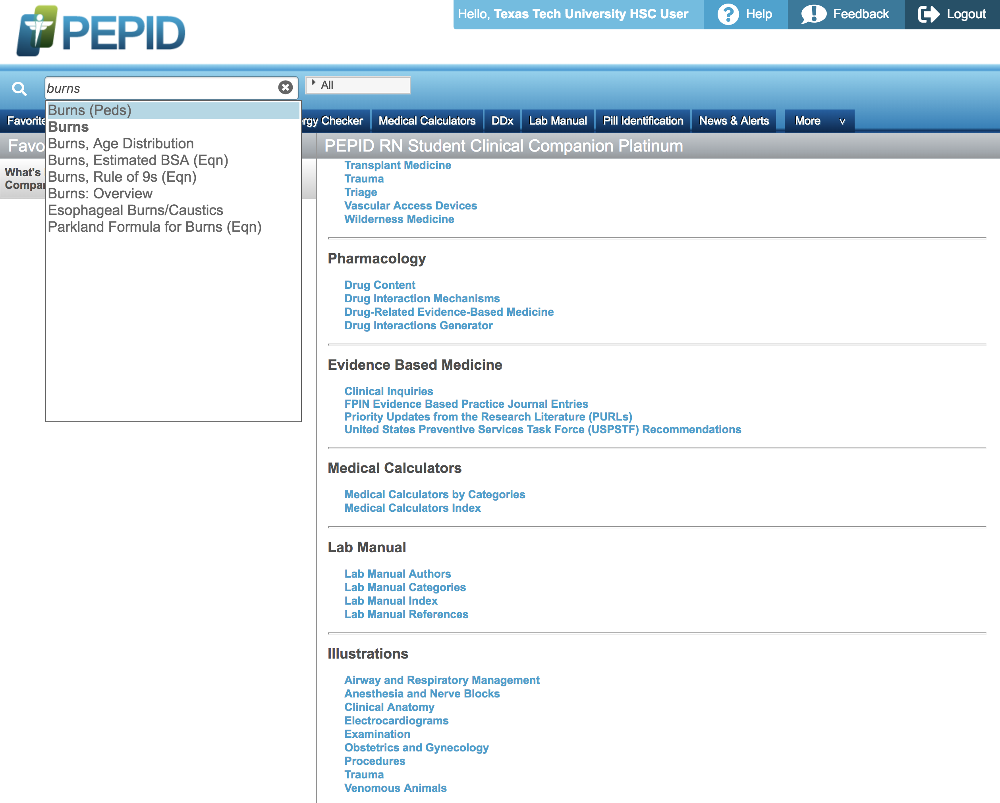 PEPID
Hello, Texas Tech University HSC User
Help
Feedback
Logout
burns
All
Burns (Peds)
Burns
Burns, Age Distribution
Burns, Estimated BSA (Eqn)
Burns, Rule of 9s (Eqn)
Burns: Overview
Esophageal Burns/Caustics
Parkland Formula for Burns (Eqn)
Favorite
rgy Checker
Medical Calculators
DDx
Lab Manual
Pill Identification
News & Alerts
More
Favo
What's
Compar
PEPID RN Student Clinical Companion Platinum
Transplant Medicine
Trauma
Triage
Vascular Access Devices
Wilderness Medicine
Pharmacology
Drug Content
Drug Interaction Mechanisms
Drug-Related Evidence-Based Medicine
Drug Interactions Generator
Evidence Based Medicine
Clinical Inquiries
FPIN Evidence Based Practice Journal Entries
Priority Updates from the Research Literature (PURLs)
United States Preventive Services Task Force (USPSTF) Recommendations
Medical Calculators
Medical Calculators by Categories
Medical Calculators Index
Lab Manual
Lab Manual Authors
Lab Manual Categories
Lab Manual Index
Lab Manual References
Illustrations
Airway and Respiratory Management
Anesthesia and Nerve Blocks
Clinical Anatomy
Electrocardiograms
Examination
Obstetrics and Gynecology
Procedures
Trauma
Venomous Animals